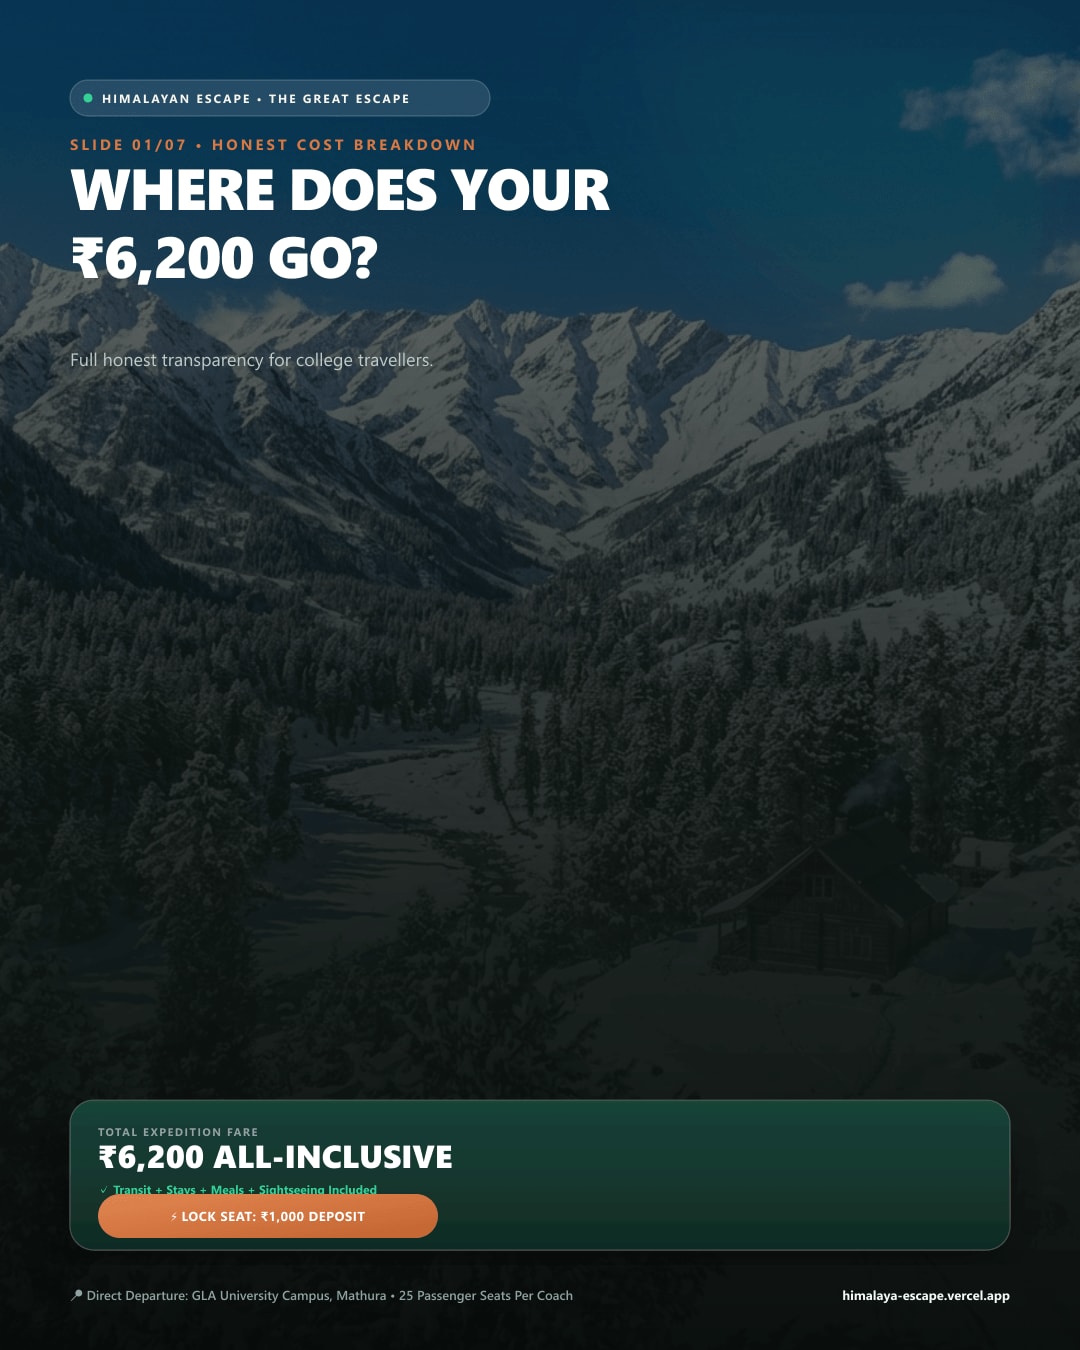 HIMALAYAN ESCAPE • THE GREAT ESCAPE
SLIDE 01/07 • HONEST COST BREAKDOWN
WHERE DOES YOUR
₹6,200 GO?
Full honest transparency for college travellers.
TOTAL EXPEDITION FARE
₹6,200 ALL-INCLUSIVE
✓ Transit + Stays + Meals + Sightseeing Included
⚡ LOCK SEAT: ₹1,000 DEPOSIT
📍 Direct Departure: GLA University Campus, Mathura • 25 Passenger Seats Per Coach
himalaya-escape.vercel.app